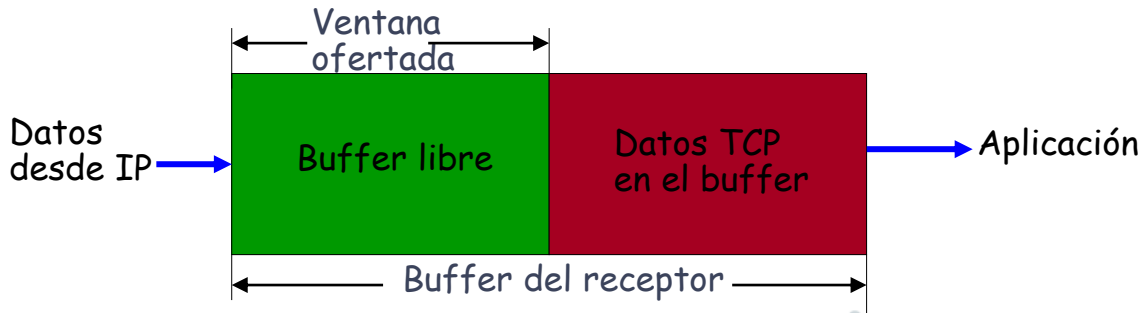 Ventana
ofertada
Datos
desde IP
Buffer libre
Datos TCP
en el buffer
Aplicación
Buffer del receptor